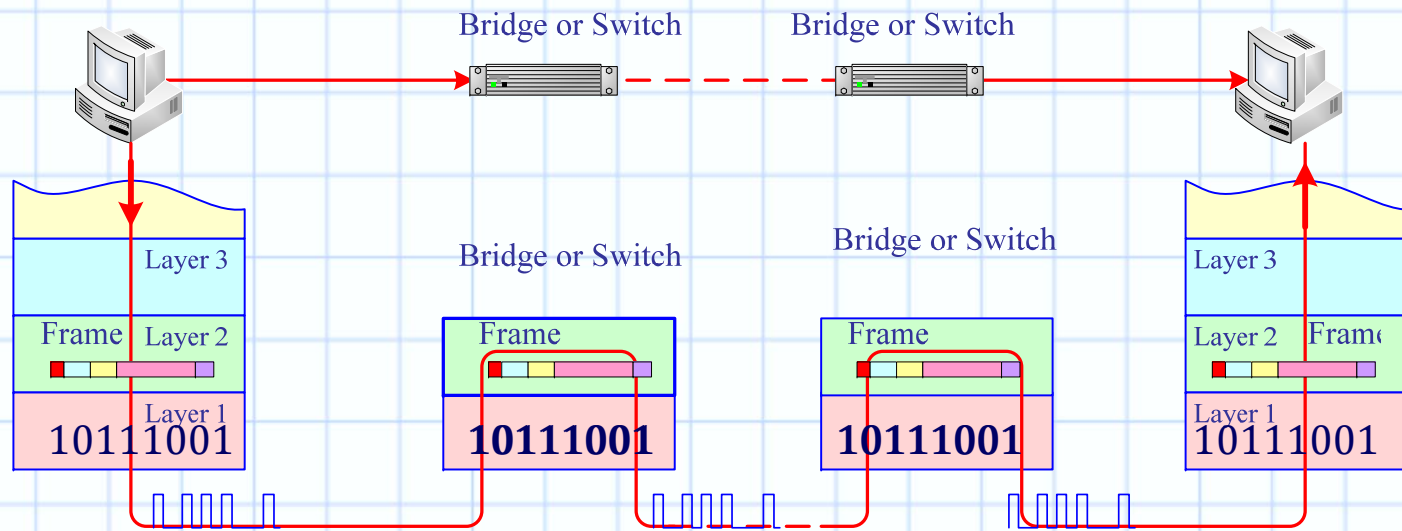 Bridge or Switch
Bridge or Switch
Bridge or Switch
Bridge or Switch
Layer 3
Layer 3
Frame
Layer 2
Frame
Frame
Layer 2
Frame
Layer 1
10111001
10111001
10111001
Layer 1
10111001